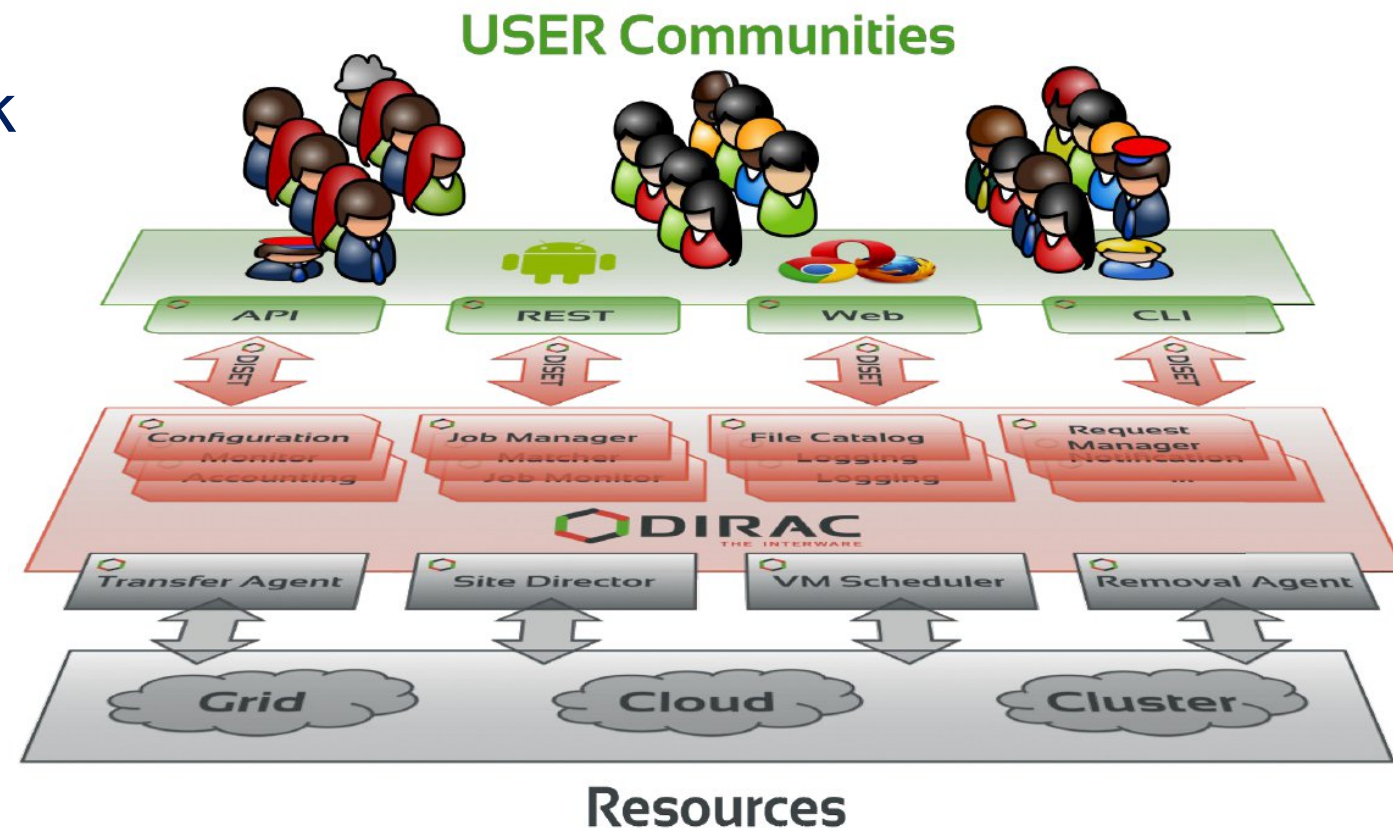 USER Communities
k
API
REST
Web
CLI
DISET
DISET
DISET
DISET
Configuration
Monitor
Accounting
Job Manager
Matcher
Job Monitor
File Catalog
Logging
Logging
Request
Manager
Notification
...
DIRAC
THE INTERWARE
Transfer Agent
Site Director
VM Scheduler
Removal Agent
Grid
Cloud
Cluster
Resources